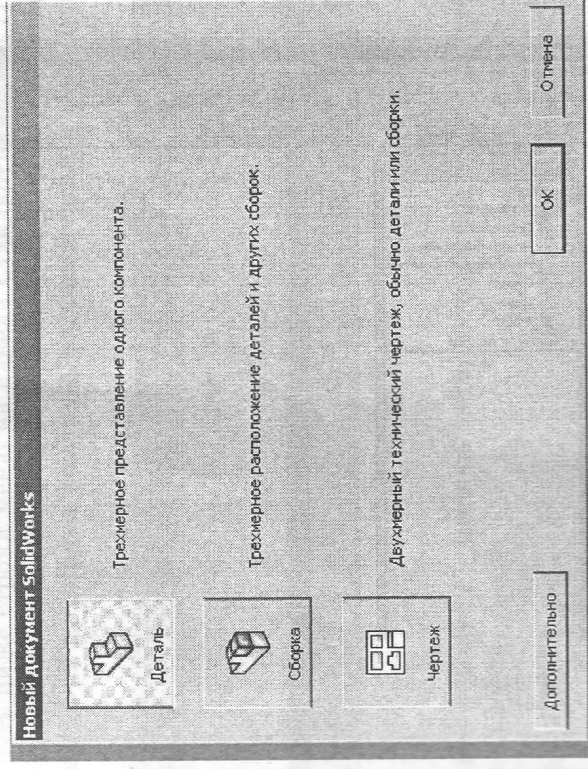 Новый документ SolidWorks
Деталь
Трехмерное представление одного компонента.
Сборка
Трехмерное расположение деталей и других сборок.
Чертеж
Двухмерный технический чертеж, обычно детали или сборки.
Дополнительно
ОК
Отмена